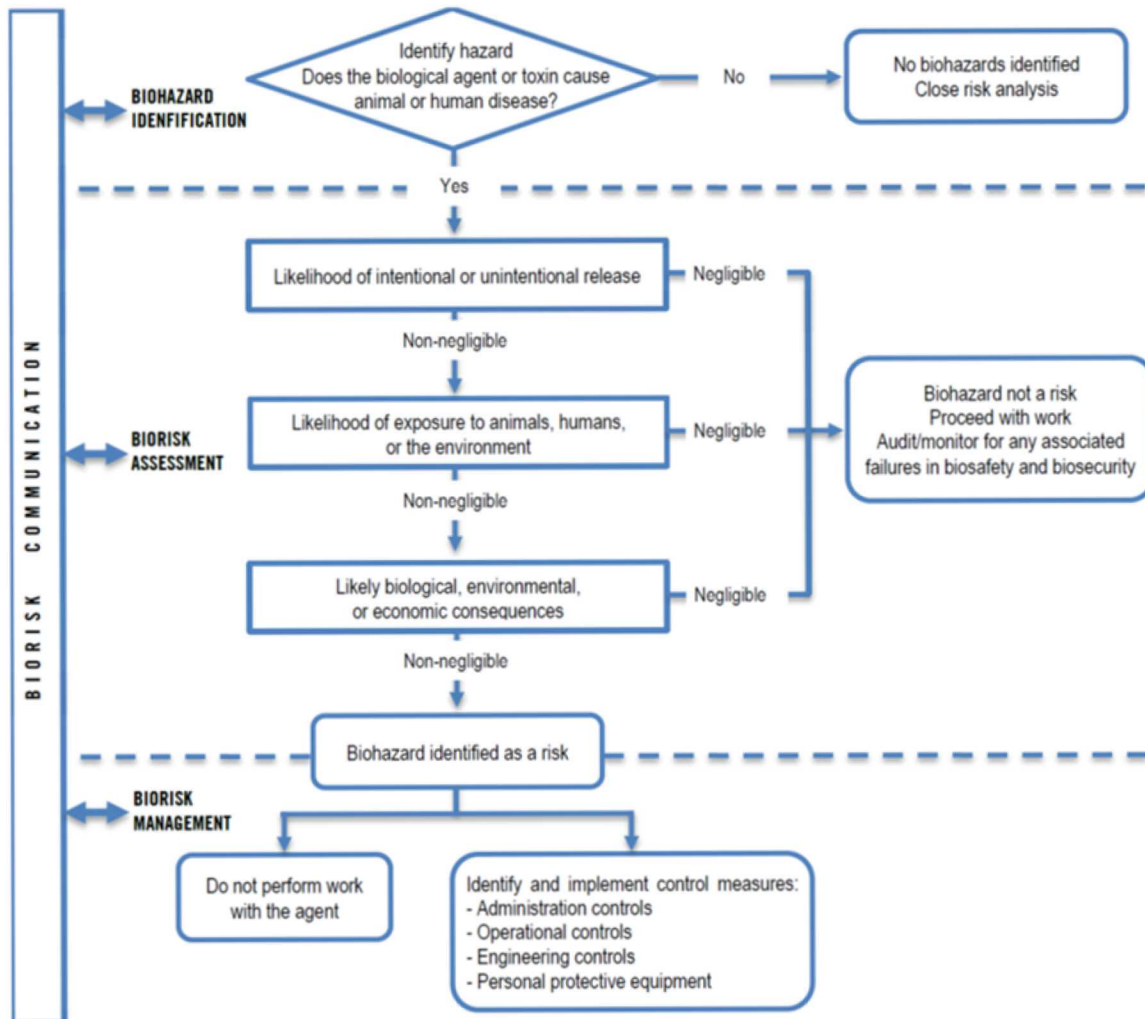 Identify hazard
Does the biological agent or toxin cause
animal or human disease?
No
No biohazards identified
Close risk analysis
BIOHAZARD
IDENFIFICATION
Yes
Likelihood of intentional or unintentional release
Negligible
Non-negligible
BIORISK COMMUNICATION
Likelihood of exposure to animals, humans,
or the environment
Negligible
Biohazard not a risk
Proceed with work
Audit/monitor for any associated
failures in biosafety and biosecurity
BIORISK
ASSESSMENT
Non-negligible
Likely biological, environmental,
or economic consequences
Negligible
Non-negligible
Biohazard identified as a risk
BIORISK
MANAGEMENT
Do not perform work
with the agent
Identify and implement control measures:
- Administration controls
- Operational controls
- Engineering controls
- Personal protective equipment